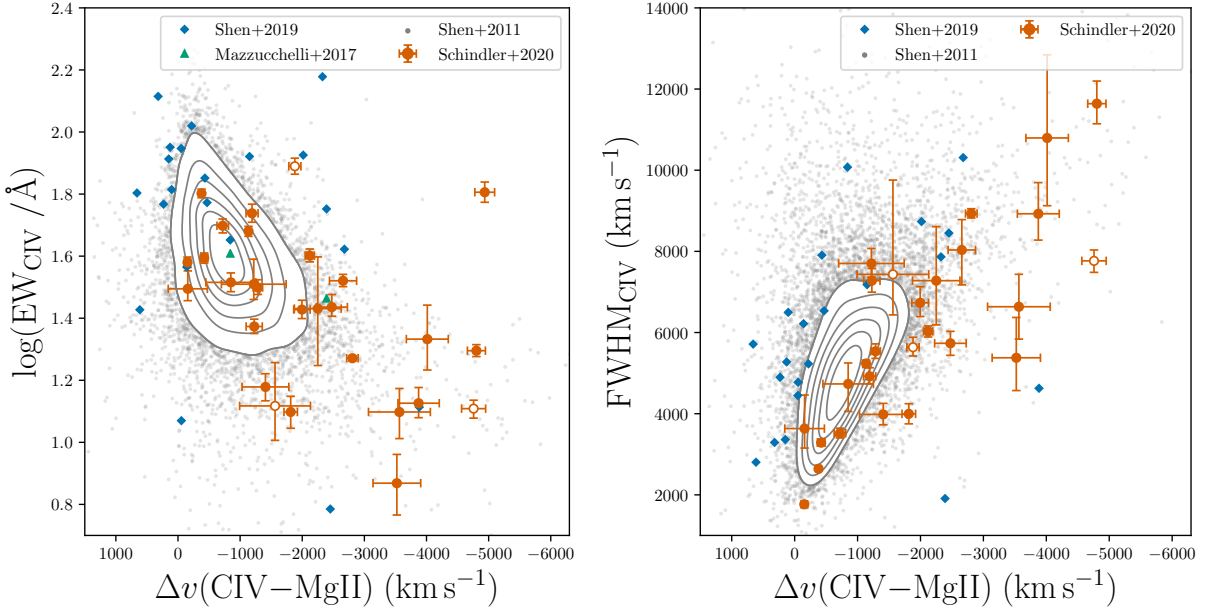 2.4
2.2
2.0
1.8
1.6
1.4
1.2
1.0
0.8
log(EW_CIV /Å)
Shen+2019
Mazzucchelli+2017
Shen+2011
Schindler+2020
1000 0 −1000 −2000 −3000 −4000 −5000 −6000
Δv(CIV−MgII) (km s⁻¹)
14000
12000
10000
8000
6000
4000
2000
FWHM_CIV (km s⁻¹)
Shen+2019
Shen+2011
Schindler+2020
1000 0 −1000 −2000 −3000 −4000 −5000 −6000
Δv(CIV−MgII) (km s⁻¹)